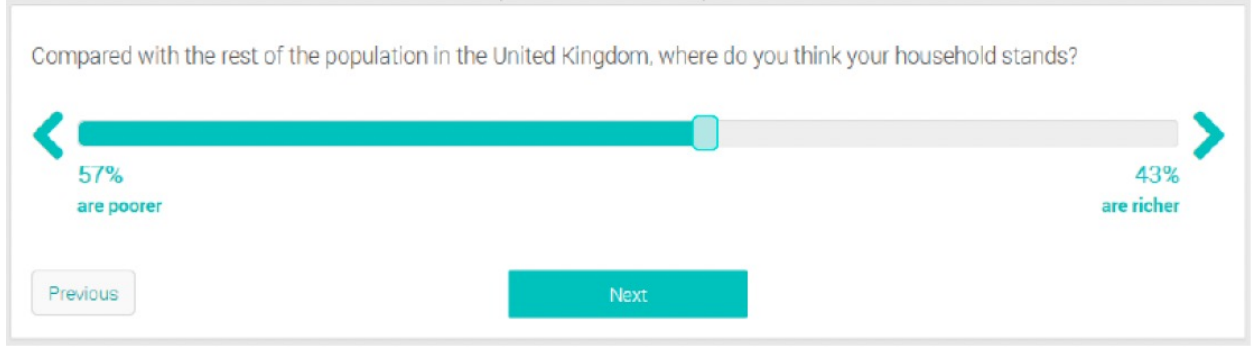 Compared with the rest of the population in the United Kingdom, where do you think your household stands?
57%
are poorer
43%
are richer
Previous
Next